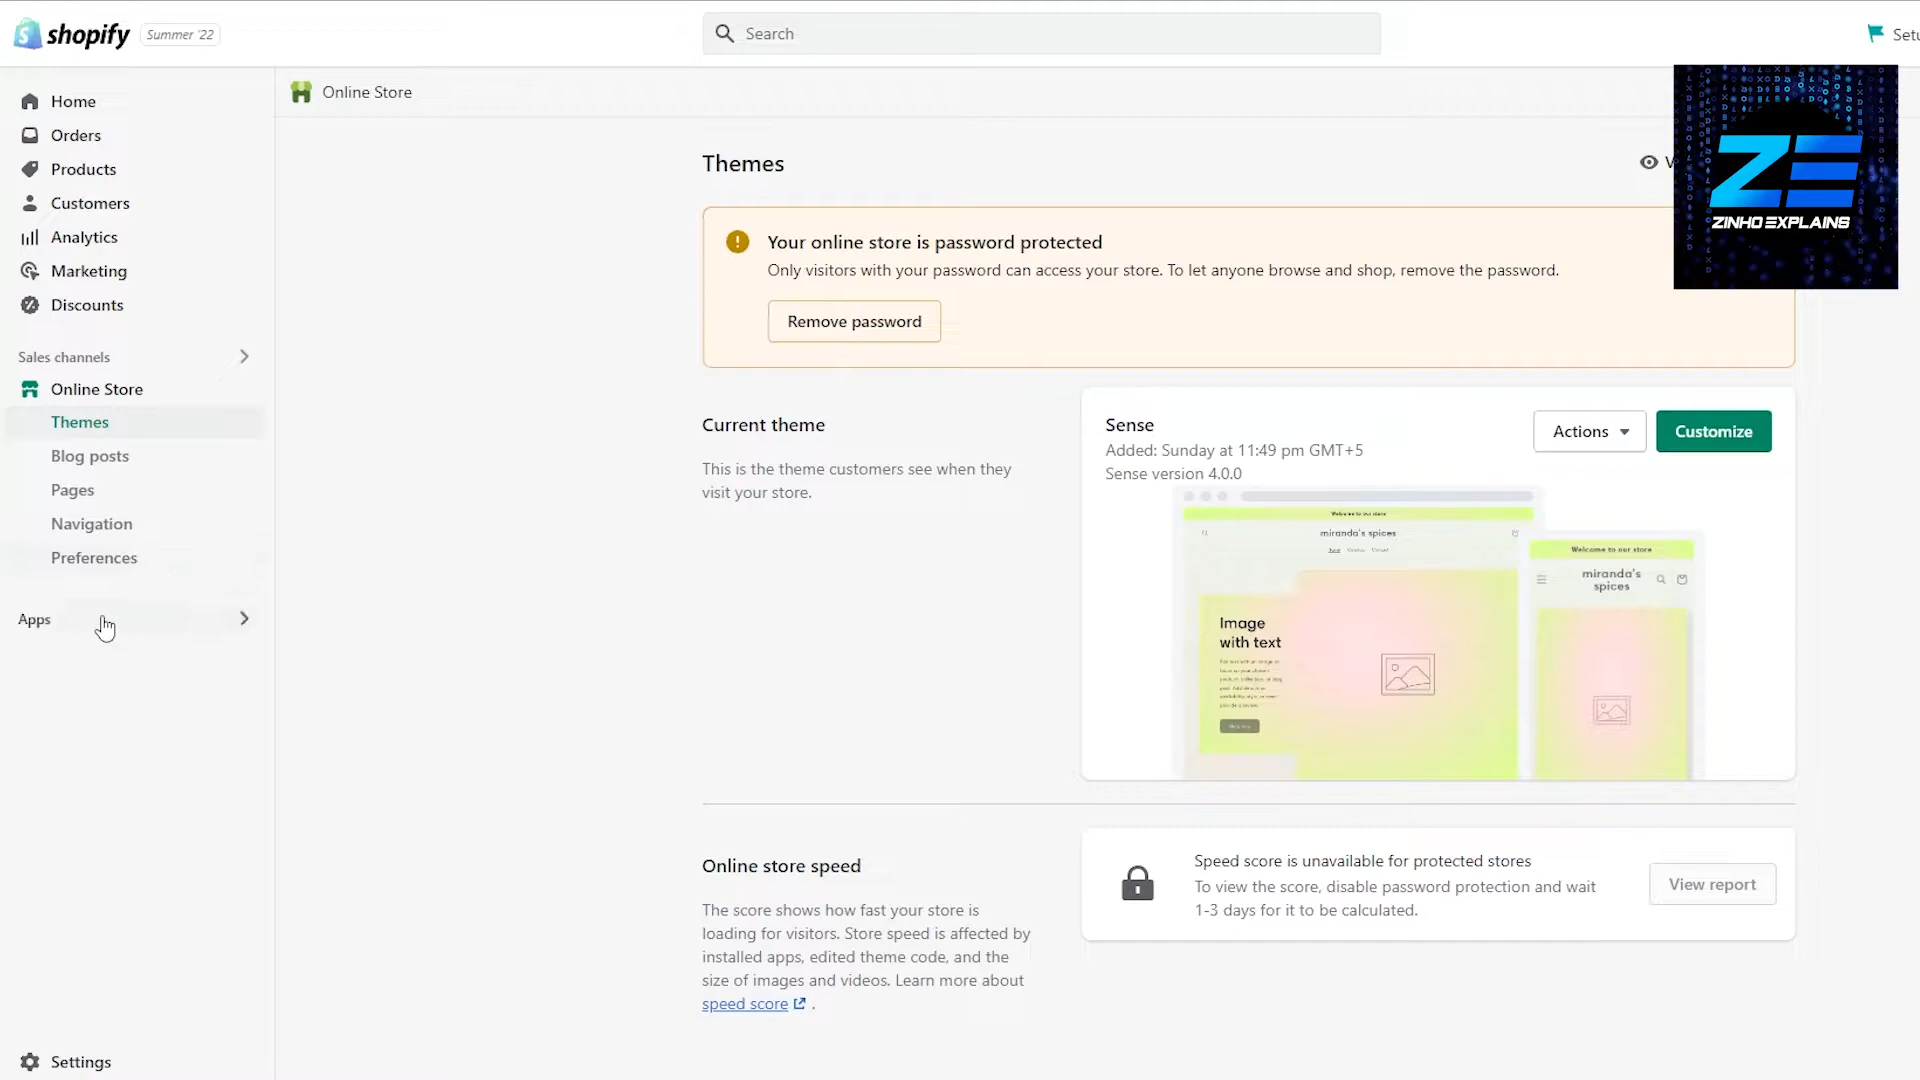 shopify
Summer '22
Search
Setu
Home
Orders
Products
Customers
Analytics
Marketing
Discounts
Sales channels
Online Store
Themes
Blog posts
Pages
Navigation
Preferences
Apps
Settings
Online Store
Themes
V
ZE
ZINHO EXPLAINS
Your online store is password protected
Only visitors with your password can access your store. To let anyone browse and shop, remove the password.
Remove password
Current theme
This is the theme customers see when they
visit your store.
Sense
Added: Sunday at 11:49 pm GMT+5
Sense version 4.0.0
Actions
Customize
Welcome to our store
miranda's spices
Image
with text
Welcome to our store
miranda's
spices
Online store speed
The score shows how fast your store is
loading for visitors. Store speed is affected by
installed apps, edited theme code, and the
size of images and videos. Learn more about
speed score .
Speed score is unavailable for protected stores
To view the score, disable password protection and wait
1-3 days for it to be calculated.
View report